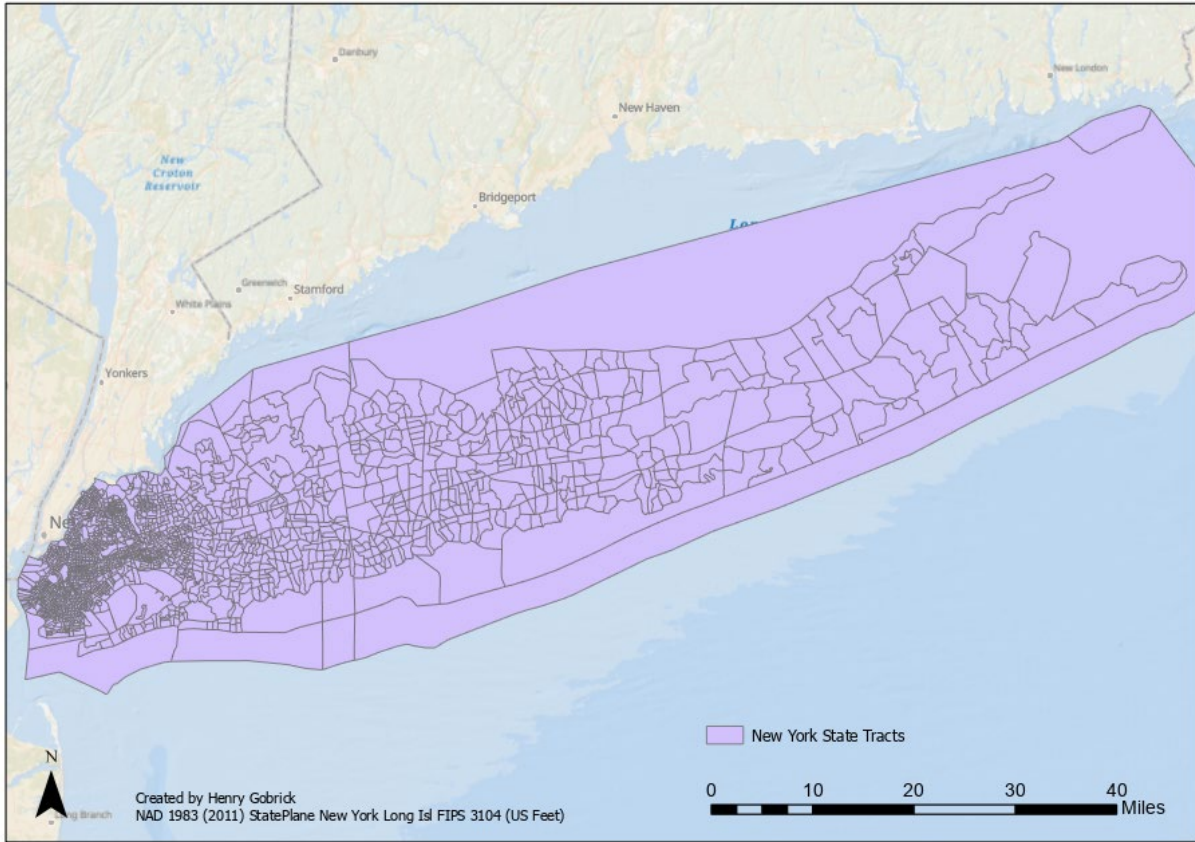 Danbury
New London
New Haven
New
Croton
Reservoir
Bridgeport
Greenwich
Stamford
White Plains
Yonkers
New York State Tracts
N
0 10 20 30 40
Miles
Created by Henry Gobrick
NAD 1983 (2011) StatePlane New York Long Isl FIPS 3104 (US Feet)
Branch